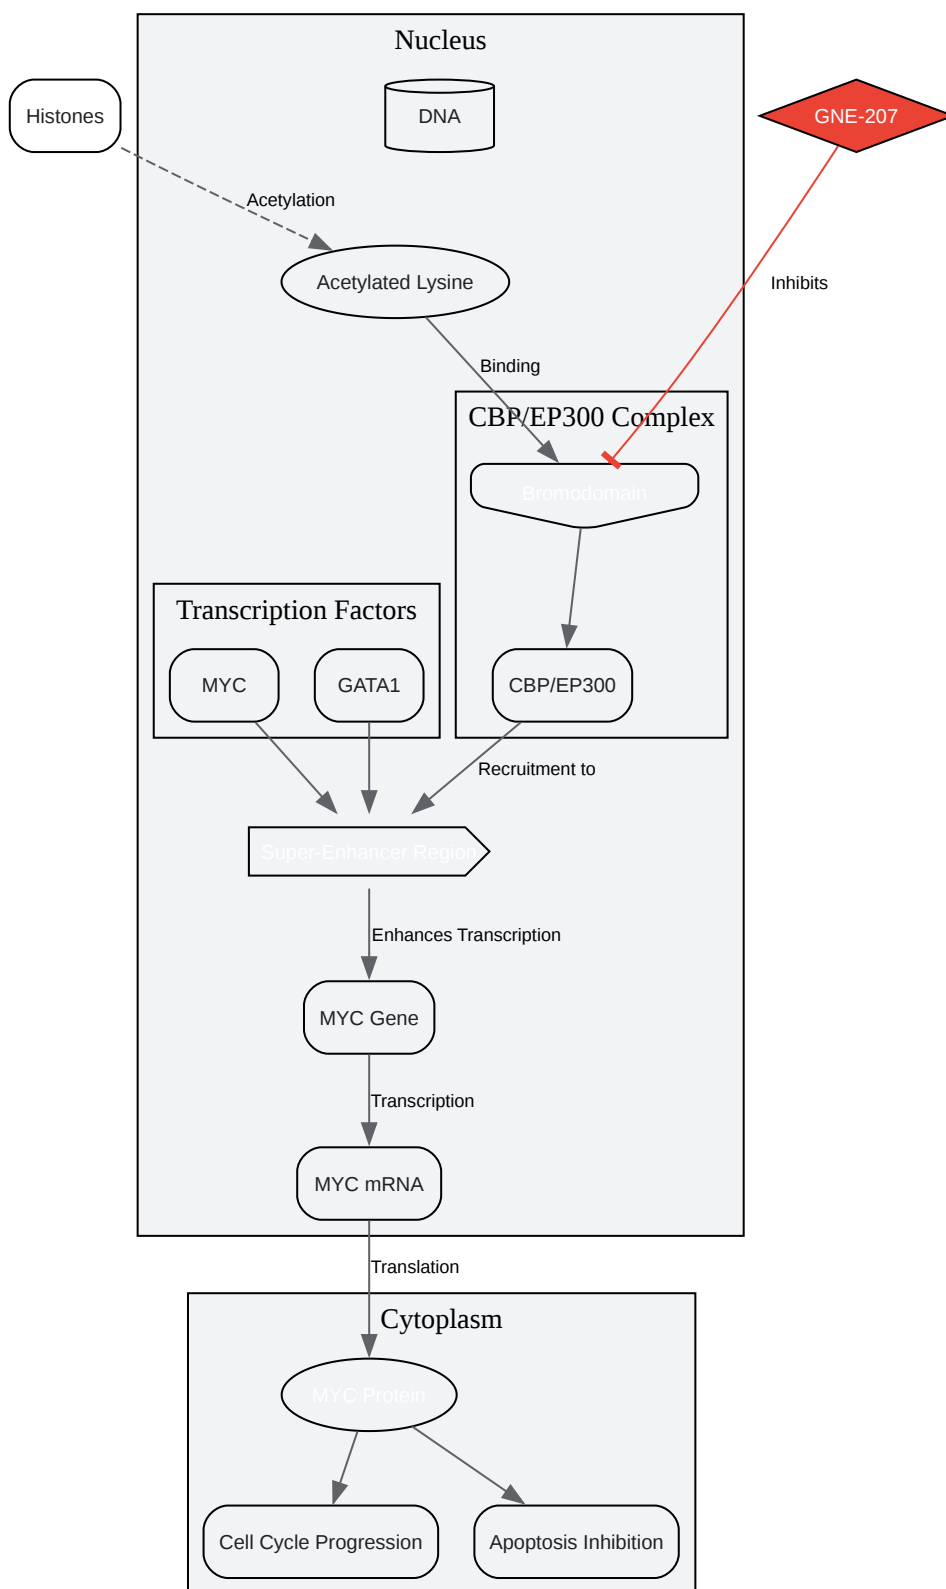 Nucleus
Histones
DNA
GNE-207
Acetylation
Acetylated Lysine
Inhibits
Binding
CBP/EP300 Complex
Bromodomain
Transcription Factors
MYC
GATA1
CBP/EP300
Recruitment to
Super-Enhancer Region
Enhances Transcription
MYC Gene
Transcription
MYC mRNA
Translation
Cytoplasm
MYC Protein
Cell Cycle Progression
Apoptosis Inhibition